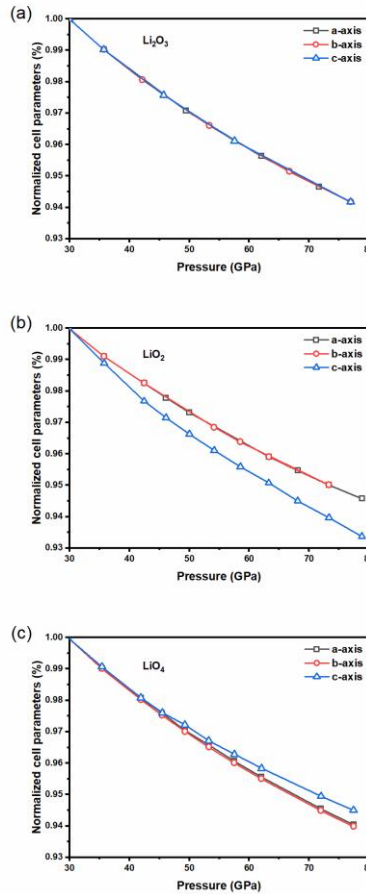 (a)
1.00
Li₂O₃
a-axis
b-axis
c-axis
0.99
0.98
0.97
0.96
0.95
0.94
0.93
Normalized cell parameters (%)
30 40 50 60 70 80
Pressure (GPa)
(b)
1.00
LiO₂
a-axis
b-axis
c-axis
0.99
0.98
0.97
0.96
0.95
0.94
0.93
Normalized cell parameters (%)
30 40 50 60 70 80
Pressure (GPa)
(c)
1.00
LiO₄
a-axis
b-axis
c-axis
0.99
0.98
0.97
0.96
0.95
0.94
0.93
Normalized cell parameters (%)
30 40 50 60 70 80
Pressure (GPa)